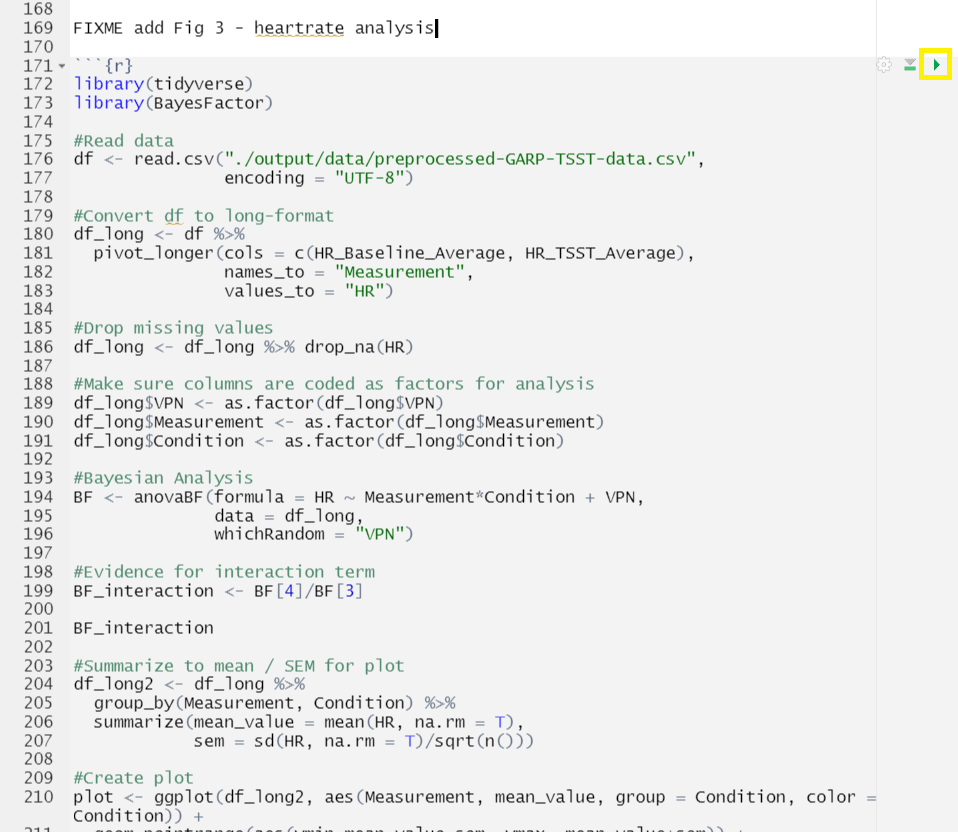 168
169 FIXME add Fig 3 - heartrate analysis
170
171 ```{r}
172 library(tidyverse)
173 library(BayesFactor)
174
175 #Read data
176 df <- read.csv("./output/data/preprocessed-GARP-TSST-data.csv",
177                encoding = "UTF-8")
178
179 #Convert df to long-format
180 df_long <- df %>%
181   pivot_longer(cols = c(HR_Baseline_Average, HR_TSST_Average),
182                names_to = "Measurement",
183                values_to = "HR")
184
185 #Drop missing values
186 df_long <- df_long %>% drop_na(HR)
187
188 #Make sure columns are coded as factors for analysis
189 df_long$VPN <- as.factor(df_long$VPN)
190 df_long$Measurement <- as.factor(df_long$Measurement)
191 df_long$Condition <- as.factor(df_long$Condition)
192
193 #Bayesian Analysis
194 BF <- anovaBF(formula = HR ~ Measurement*Condition + VPN,
195               data = df_long,
196               whichRandom = "VPN")
197
198 #Evidence for interaction term
199 BF_interaction <- BF[4]/BF[3]
200
201 BF_interaction
202
203 #Summarize to mean / SEM for plot
204 df_long2 <- df_long %>%
205   group_by(Measurement, Condition) %>%
206   summarize(mean_value = mean(HR, na.rm = T),
207             sem = sd(HR, na.rm = T)/sqrt(n()))
208
209 #Create plot
210 plot <- ggplot(df_long2, aes(Measurement, mean_value, group = Condition, color =
Condition)) +